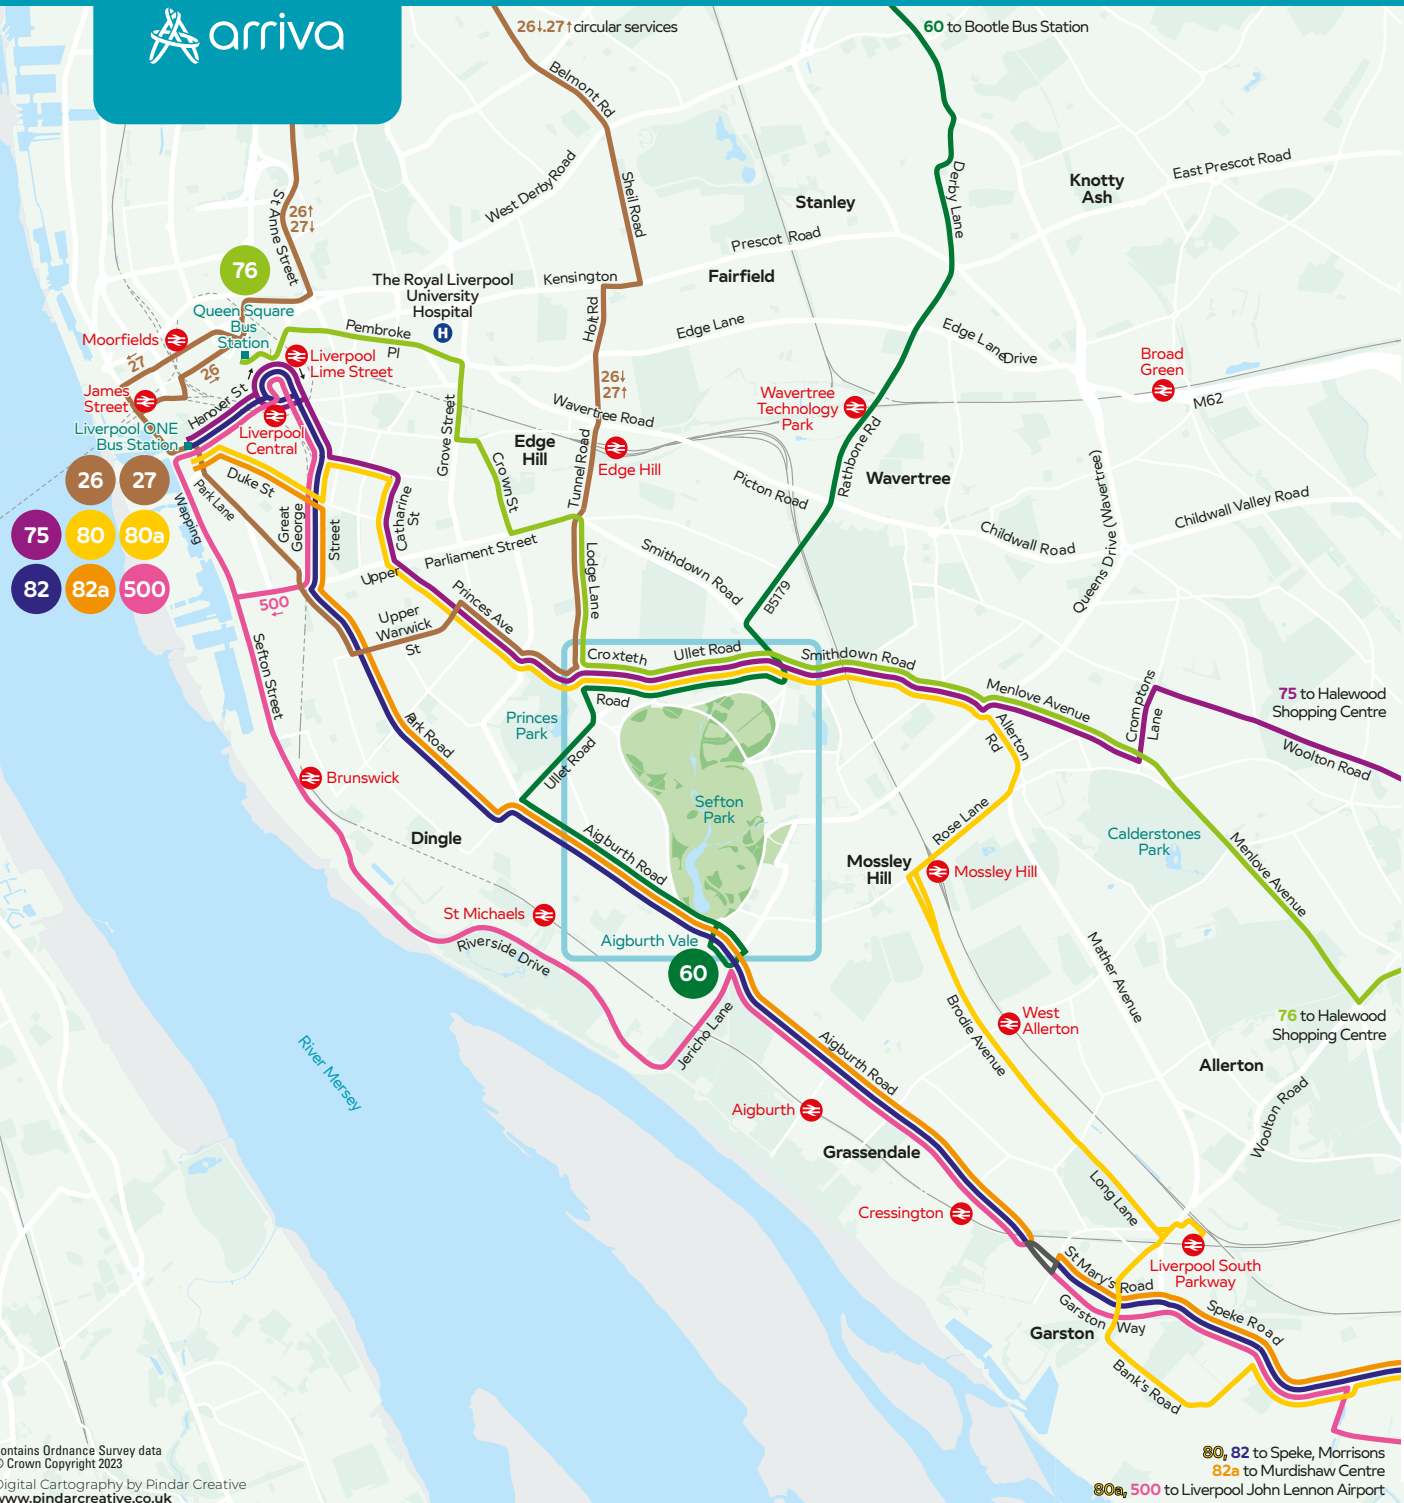 arriva
26↓.27↑circular services
60 to Bootle Bus Station
Belmont Rd
West Derby Road
Sheil Road
Derby Lane
Knotty
Ash
East Prescot Road
Stanley
Prescot Road
Fairfield
St Anne Street
26↑
27↓
76
Queen Square
Bus
Station
The Royal Liverpool
University
Hospital
H
Kensington
Holt Rd
Edge Lane
Edge Lane
Drive
Moorfields
Pembroke
Pl
Liverpool
Lime Street
27
26
James
Street
Hanover St
Liverpool ONE
Bus Station
Liverpool
Central
26↓
27↑
Wavertree Road
Wavertree
Technology
Park
Broad
Green
M62
Grove Street
Edge
Hill
Edge Hill
Tunnel Road
Crown St
Picton Road
Rathbone Rd
Wavertree
Queens Drive (Wavertree)
Childwall Valley Road
Childwall Road
26
27
75
80
80a
82
82a
500
Duke St
Park Lane
Wapping
Great
George
Street
Catharine
St
Upper
Parliament Street
Lodge Lane
Smithdown Road
B5179
500
←
Upper
Warwick
St
Princes Ave
Sefton Street
Croxteth
Road
Ullet Road
Smithdown Road
Menlove Avenue
Cromptons
Lane
75 to Halewood
Shopping Centre
Woolton Road
Princes
Park
Park Road
Ullet Road
Allerton
Rd
Brunswick
Dingle
Sefton
Park
Aigburth Road
Rose Lane
Mossley
Hill
Mossley Hill
Calderstones
Park
Menlove Avenue
St Michaels
Riverside Drive
Aigburth Vale
60
Mather Avenue
Brodie Avenue
West
Allerton
76 to Halewood
Shopping Centre
Allerton
River Mersey
Jericho Lane
Aigburth Road
Aigburth
Grassendale
Woolton Road
Cressington
Long Lane
Liverpool South
Parkway
St Mary's Road
Garston
Way
Garston
Speke Road
Bank's Road
ontains Ordnance Survey data
© Crown Copyright 2023
Digital Cartography by Pindar Creative
www.pindarcreative.co.uk
80, 82 to Speke, Morrisons
82a to Murdishaw Centre
80a, 500 to Liverpool John Lennon Airport